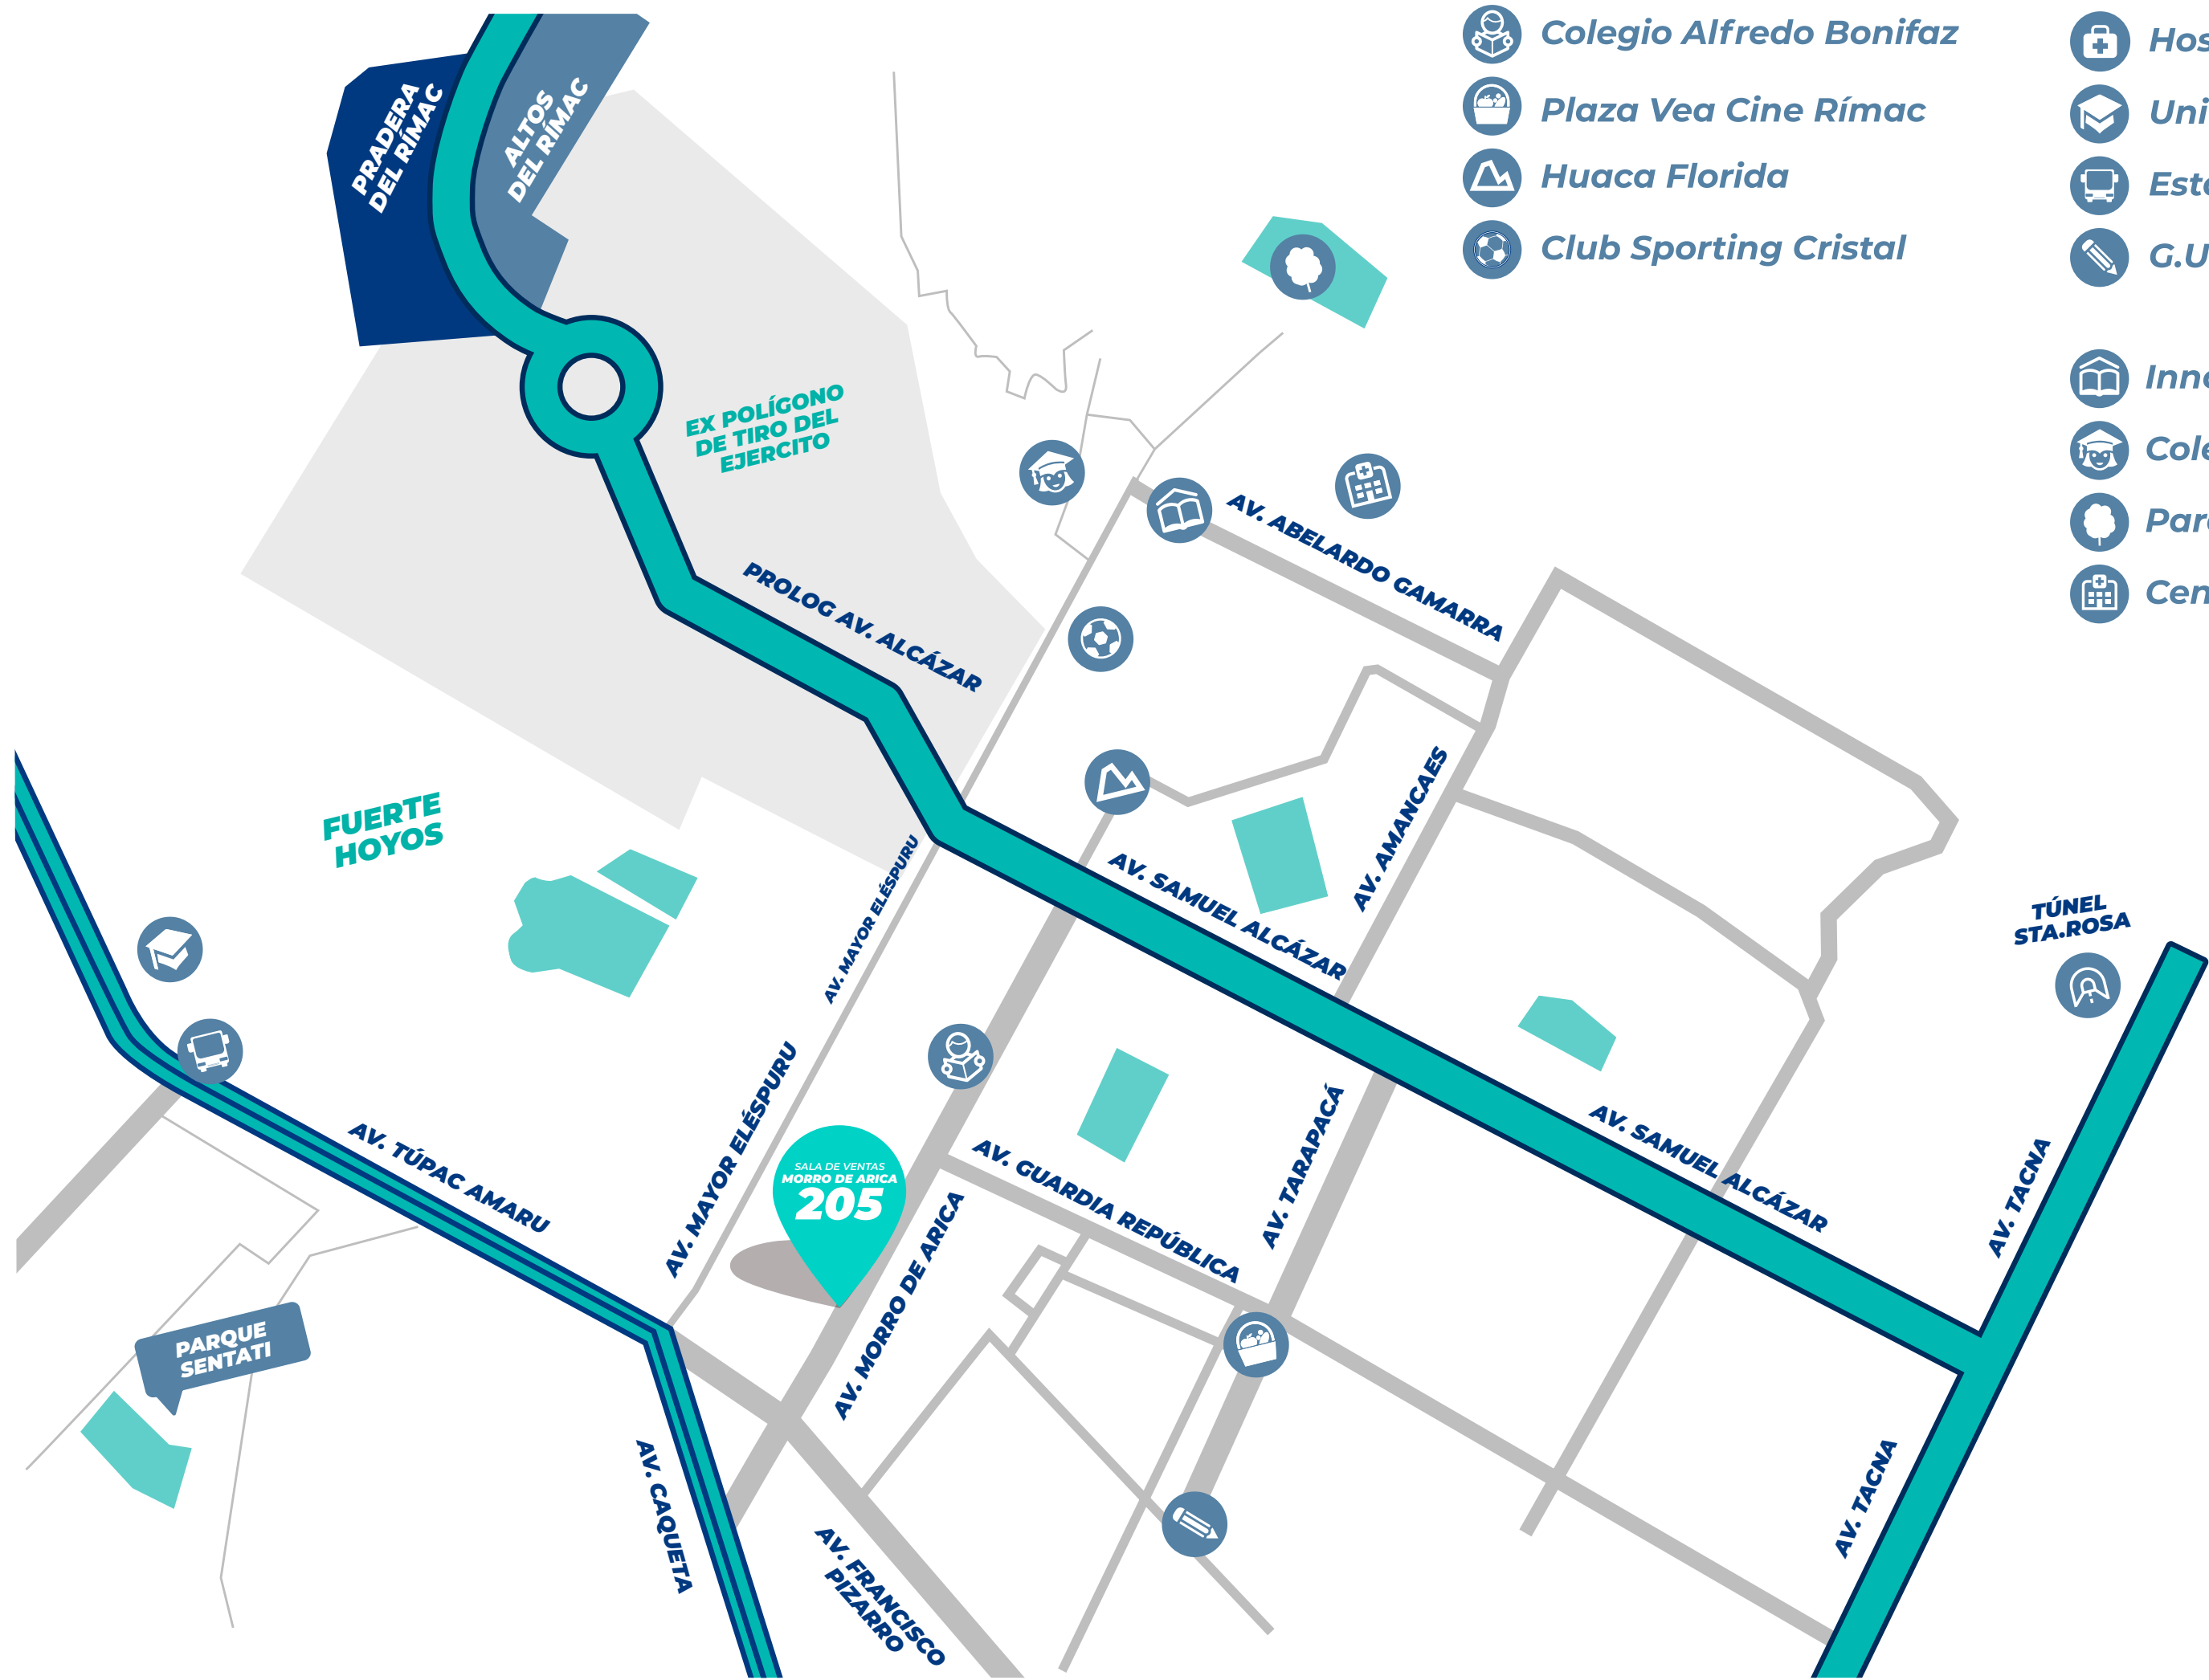 Colegio Alfredo Bonifaz
Plaza Vea Cine Rímac
Huaca Florida
Club Sporting Cristal
G.U
PRADERA
DEL RÍMAC
ALTOS
DEL RÍMAC
EX POLÍGONO
DE TIRO DEL
EJERCITO
PROLOG AV. ALCÁZAR
AV. ABELARDO GAMARRA
FUERTE
HOYOS
AV. MAYOR ELÉSPURU
AV. SAMUEL ALCÁZAR
AV. AMANCAES
TÚNEL
STA.ROSA
AV. TÚPAC AMARU
AV. MAYOR ELÉSPURU
SALA DE VENTAS
MORRO DE ARICA
205
AV. GUARDIA REPÚBLICA
AV. TARAPACÁ
AV. SAMUEL ALCÁZAR
AV. TACNA
AV. MORRO DE ARICA
PARQUE
SENTATI
AV. CAQUETA
AV. FRANCISCO
PIZARRO
AV. TACNA